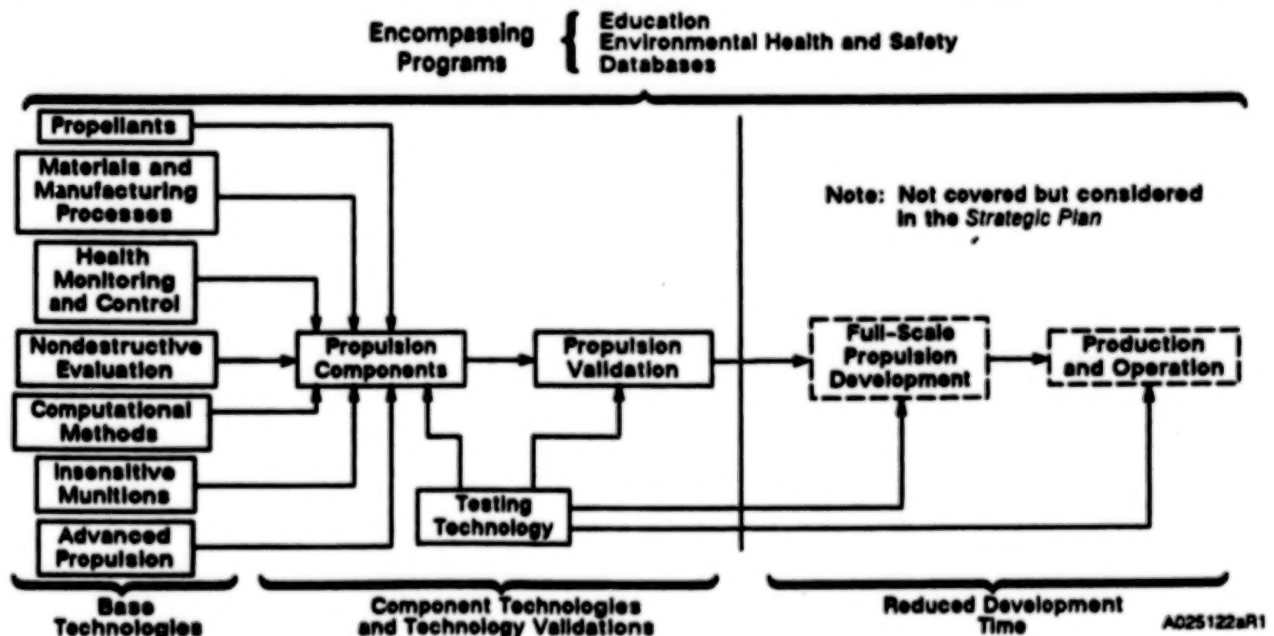 Encompassing
Programs
Education
Environmental Health and Safety
Databases
Propellants
Materials and
Manufacturing
Processes
Health
Monitoring
and Control
Nondestructive
Evaluation
Computational
Methods
Insensitive
Munitions
Advanced
Propulsion
Propulsion
Components
Propulsion
Validation
Testing
Technology
Note: Not covered but considered
in the Strategic Plan
Full-Scale
Propulsion
Development
Production
and Operation
Base
Technologies
Component Technologies
and Technology Validations
Reduced Development
Time
A025122aR1